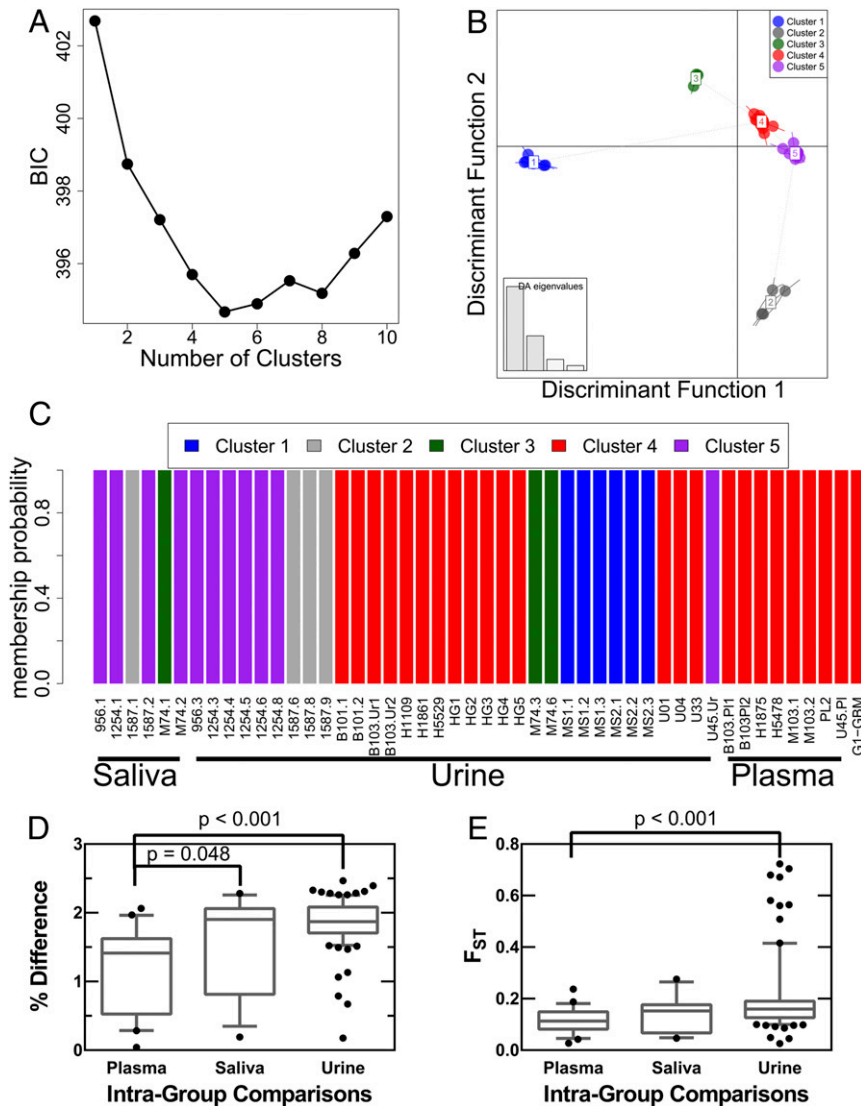 A
BIC
402
400
398
396
2 4 6 8 10
Number of Clusters
B
Discriminant Function 2
Cluster 1
Cluster 2
Cluster 3
Cluster 4
Cluster 5
3
4
5
1
2
DA eigenvalues
Discriminant Function 1
C
Cluster 1 Cluster 2 Cluster 3 Cluster 4 Cluster 5
membership probability
0.0 0.4 0.8
956.1
1254.1
1587.1
1587.2
M74.1
M74.2
956.3
1254.3
1254.4
1254.5
1254.6
1254.8
1587.6
1587.8
1587.9
B101.1
B101.2
B103.Ur1
B103.Ur2
H1109
H1861
H5529
HG1
HG2
HG3
HG4
HG5
M74.3
M74.6
MS1.1
MS1.2
MS1.3
MS2.1
MS2.2
MS2.3
U01
U04
U33
U45.Ur
B103.Pl1
B103Pl2
H1875
H5478
M103.1
M103.2
PL2
U45.Pl
G1-GBM
Saliva Urine Plasma
D
p < 0.001
p = 0.048
% Difference
3
2
1
0
Plasma Saliva Urine
Intra-Group Comparisons
E
p < 0.001
FST
0.8
0.6
0.4
0.2
0.0
Plasma Saliva Urine
Intra-Group Comparisons